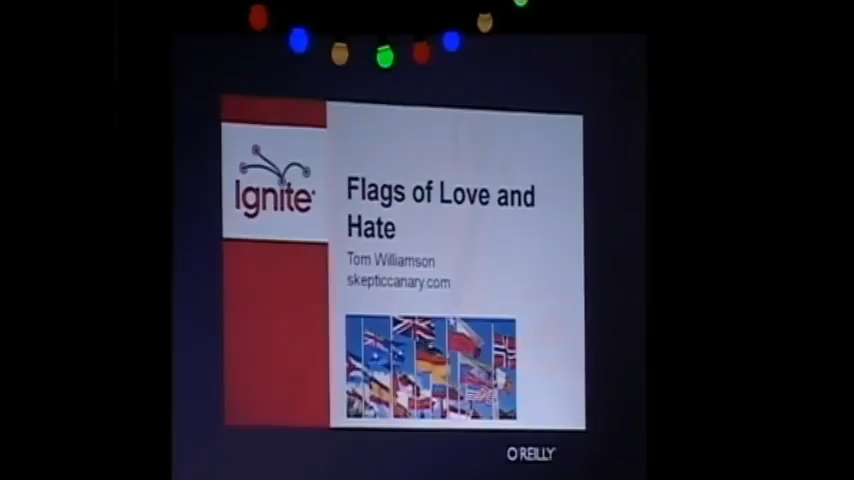 Ignite
Flags of Love and
Hate
Tom Williamson
skepticcanary.com
O'REILLY